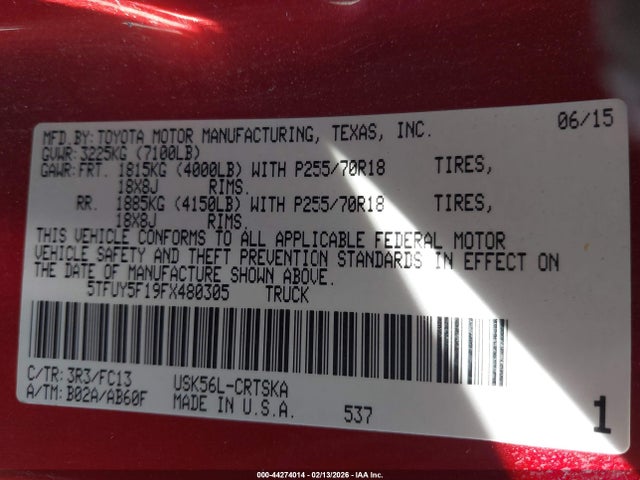 06/15
MFD.BY:TOYOTA MOTOR MANUFACTURING, TEXAS, INC.
GVWR:3225KG (7100LB)
GAWR:FRT. 1815KG (4000LB) WITH P255/70R18 TIRES,
18X8J RIMS.
RR. 1885KG (4150LB) WITH P255/70R18 TIRES,
18X8J RIMS.
THIS VEHICLE CONFORMS TO ALL APPLICABLE FEDERAL MOTOR
VEHICLE SAFETY AND THEFT PREVENTION STANDARDS IN EFFECT ON
THE DATE OF MANUFACTURE SHOWN ABOVE.
5TFUY5F19FX480305 TRUCK
C/TR:3R3/FC13 USK56L-CRTSKA
A/TM:B02A/AB60F MADE IN U.S.A. 537 1
000-44274014 - 02/13/2026 - IAA Inc.